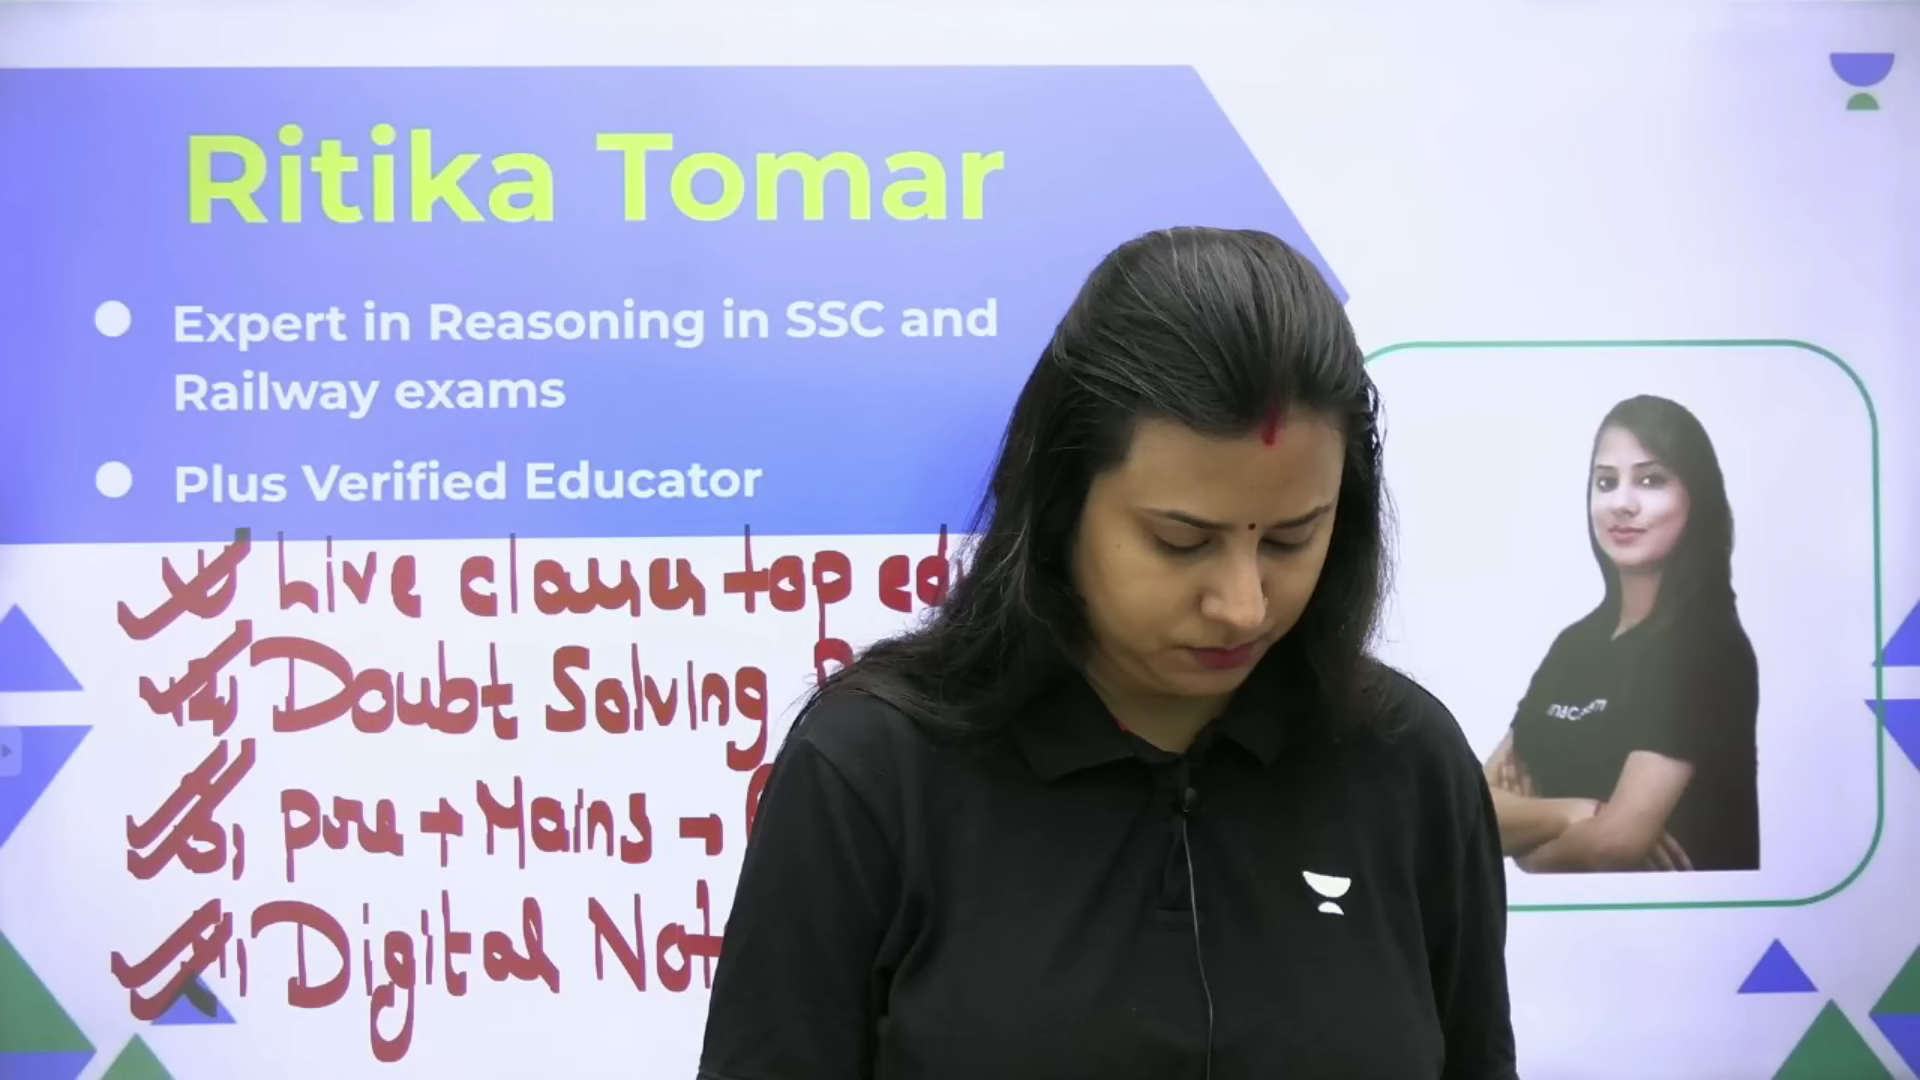 Ritika Tomar
Expert in Reasoning in SSC and
Railway exams
Plus Verified Educator
Live classes top
Doubt Solving
pre + Mains →
Digital